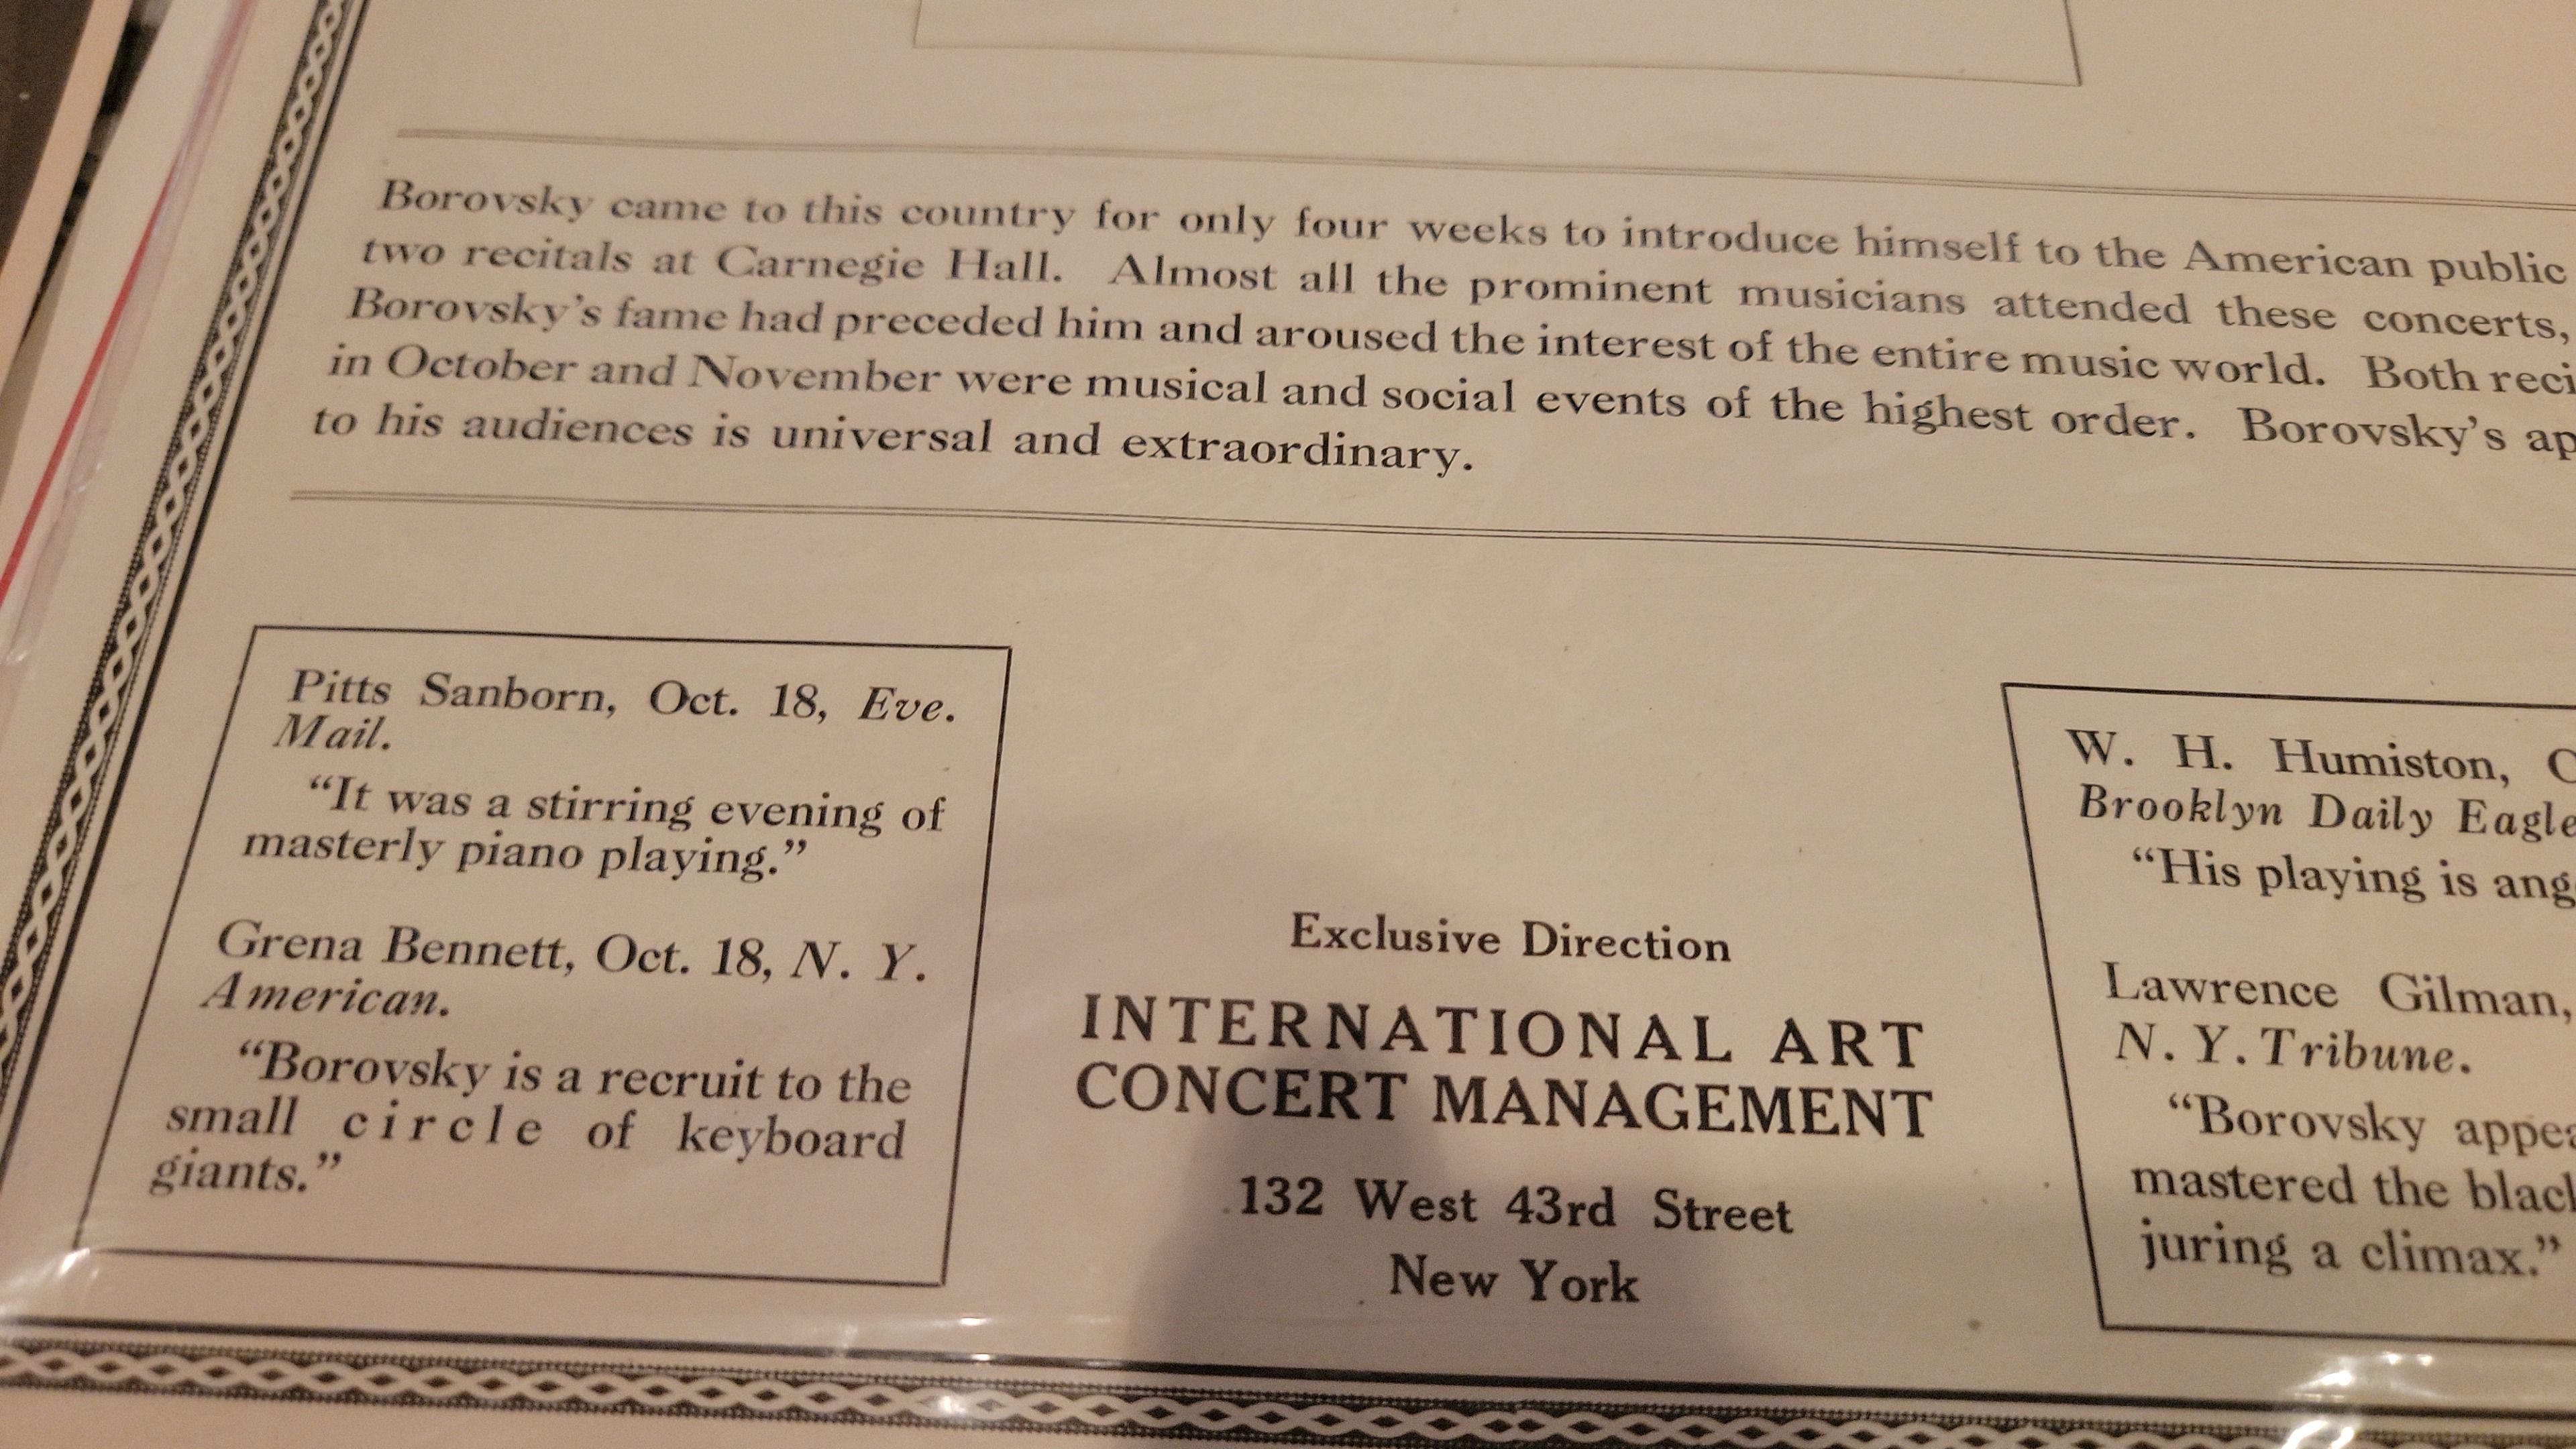 Borovsky came to this country for only four weeks to introduce himself to the American public
two recitals at Carnegie Hall. Almost all the prominent musicians attended these concerts,
Borovsky's fame had preceded him and aroused the interest of the entire music world. Both
in October and November were musical and social events of the highest order. Borovsky's
to his audiences is universal and extraordinary.
Pitts Sanborn, Oct. 18, Eve.
Mail.
“It was a stirring evening of
masterly piano playing.”
Grena Bennett, Oct. 18, N. Y.
American.
“Borovsky is a recruit to the
small circle of keyboard
giants.”
Exclusive Direction
INTERNATIONAL ART
CONCERT MANAGEMENT
132 West 43rd Street
New York
W. H. Humiston,
Brooklyn Daily Eagle
“His playing is
Lawrence Gilman,
N. Y. Tribune.
“Borovsky
mastered the
juring a climax.”